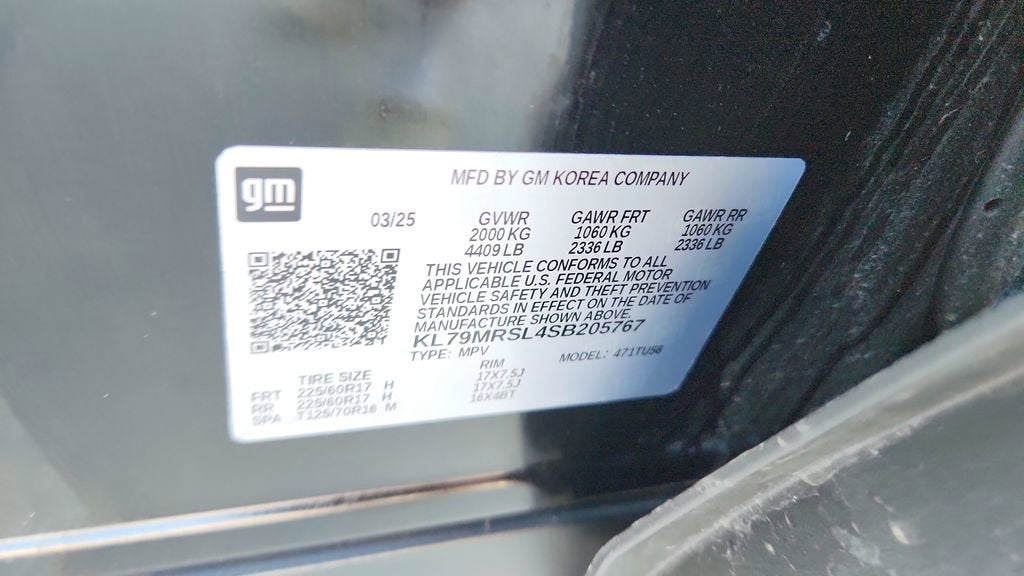 gm
MFD BY GM KOREA COMPANY
03/25 GVWR GAWR FRT GAWR RR
2000 KG 1060 KG 1060 KG
4409 LB 2336 LB 2336 LB
THIS VEHICLE CONFORMS TO ALL
APPLICABLE U.S. FEDERAL MOTOR
VEHICLE SAFETY AND THEFT PREVENTION
STANDARDS IN EFFECT ON THE DATE OF
MANUFACTURE SHOWN ABOVE.
KL79MRSL4SB205767
TYPE: MPV MODEL: 471TU56
TIRE SIZE RIM
FRT 225/60R17 H 17X7.5J
RR 225/60R17 H 17X7.5J
SPA T125/70R16 M 16X4BT